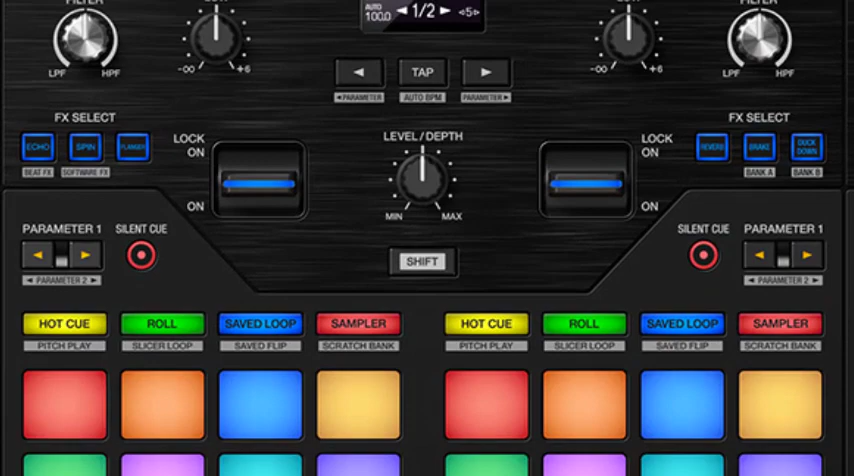 FILTER
LOW
AUTO
100.0
◄ 1/2 ►
<5>
FILTER
LOW
LPF
HPF
-∞
+6
-∞
+6
LPF
HPF
◄
TAP
►
◄PARAMETER
AUTO BPM
PARAMETER►
FX SELECT
ECHO
SPIN
FLANGER
BEAT FX
SOFTWARE FX
LOCK
ON
ON
LEVEL / DEPTH
MIN
MAX
LOCK
ON
ON
FX SELECT
REVERB
BRAKE
DUCK
DOWN
BANK A
BANK B
PARAMETER 1
◄ ►
◄ PARAMETER 2 ►
SILENT CUE
SHIFT
SILENT CUE
PARAMETER 1
◄ ►
◄ PARAMETER 2 ►
HOT CUE
ROLL
SAVED LOOP
SAMPLER
PITCH PLAY
SLICER LOOP
SAVED FLIP
SCRATCH BANK
HOT CUE
ROLL
SAVED LOOP
SAMPLER
PITCH PLAY
SLICER LOOP
SAVED FLIP
SCRATCH BANK